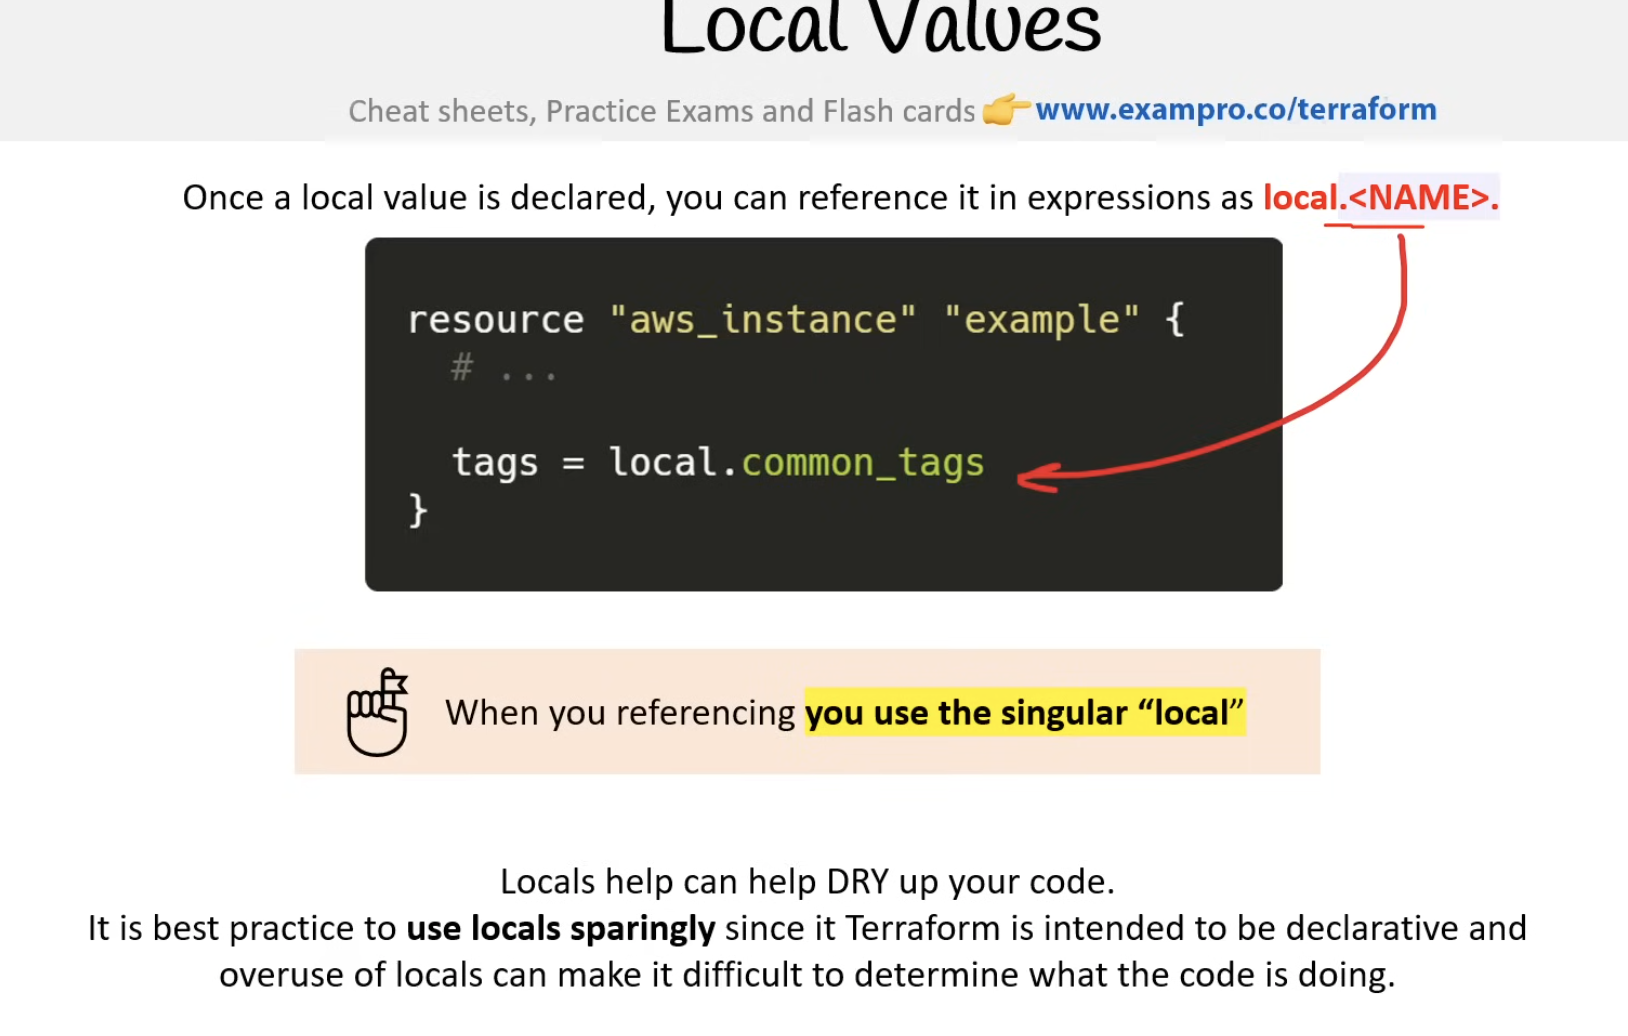 Local Values
Cheat sheets, Practice Exams and Flash cards 👉 www.exampro.co/terraform
Once a local value is declared, you can reference it in expressions as local.<NAME>.
resource "aws_instance" "example" {
  # ...
  tags = local.common_tags
}
When you referencing you use the singular “local”
Locals help can help DRY up your code.
It is best practice to use locals sparingly since it Terraform is intended to be declarative and
overuse of locals can make it difficult to determine what the code is doing.